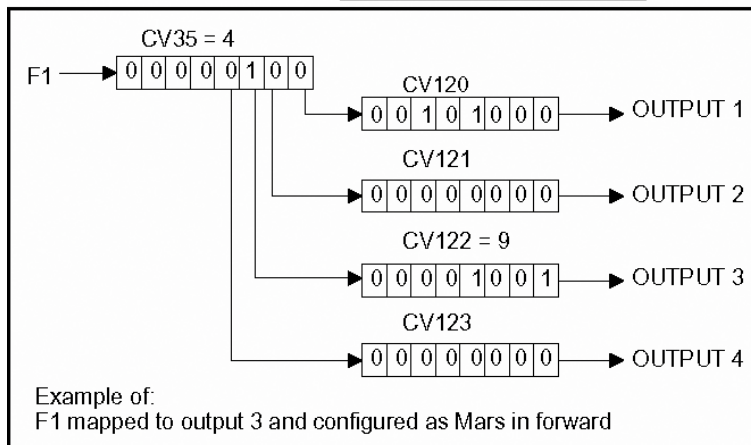 CV35 = 4
F1 0 0 0 0 0 1 0 0
CV120
0 0 1 0 1 0 0 0 OUTPUT 1
CV121
0 0 0 0 0 0 0 0 OUTPUT 2
CV122 = 9
0 0 0 0 1 0 0 1 OUTPUT 3
CV123
0 0 0 0 0 0 0 0 OUTPUT 4
Example of:
F1 mapped to output 3 and configured as Mars in forward